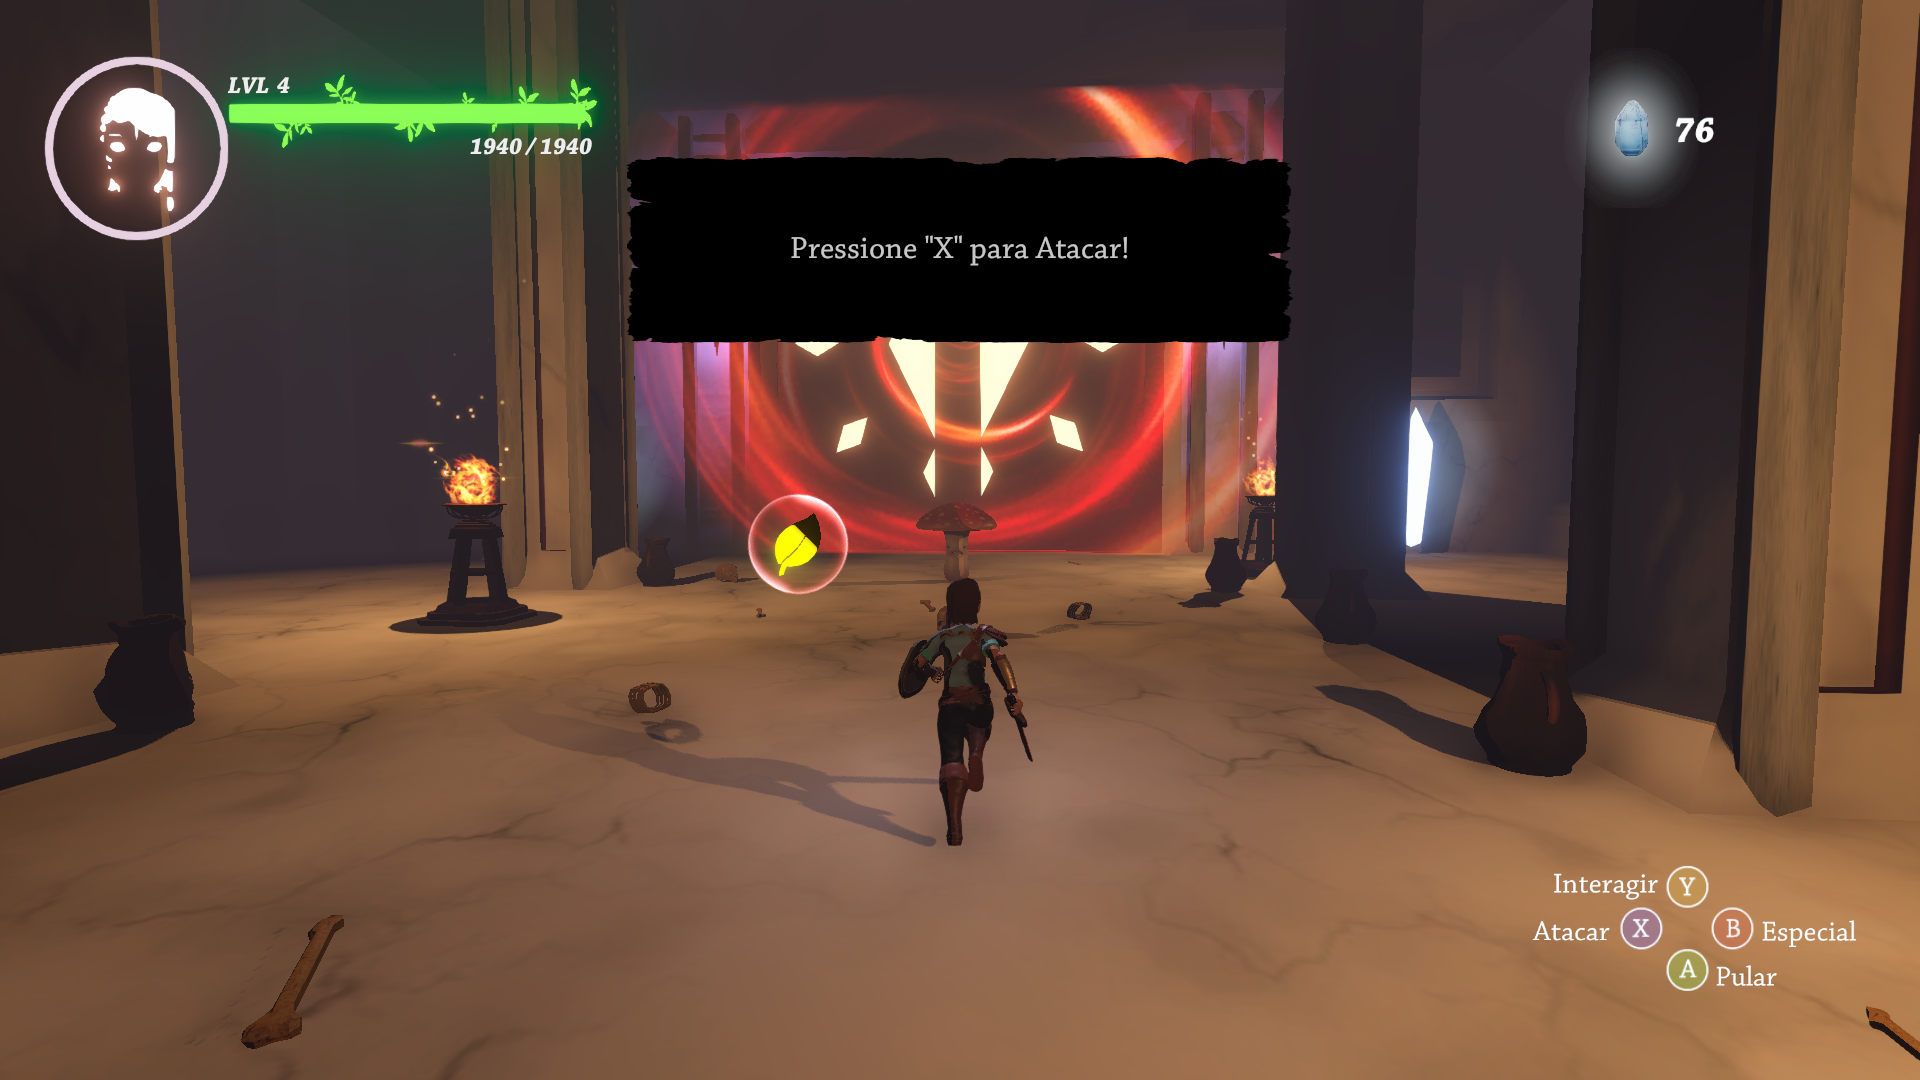 LVL 4
1940/1940
76
Pressione "X" para Atacar!
Interagir Y
Atacar X B Especial
A Pular